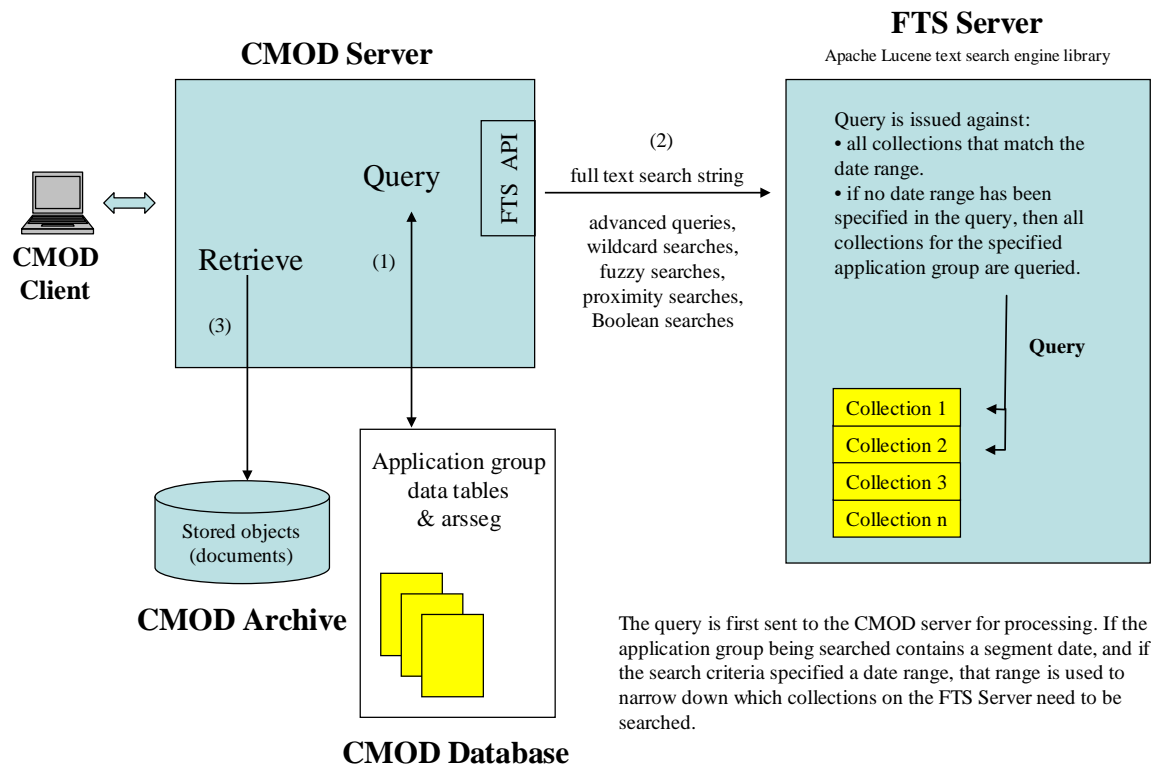 FTS Server
Apache Lucene text search engine library
CMOD Server
Query is issued against:
• all collections that match the
date range.
• if no date range has been
specified in the query, then all
collections for the specified
application group are queried.
FTS API
(2)
full text search string
advanced queries,
wildcard searches,
fuzzy searches,
proximity searches,
Boolean searches
Query
CMOD
Client
Retrieve
(1)
(3)
Query
Collection 1
Collection 2
Collection 3
Collection n
Application group
data tables
& arsseg
Stored objects
(documents)
CMOD Archive
CMOD Database
The query is first sent to the CMOD server for processing. If the
application group being searched contains a segment date, and if
the search criteria specified a date range, that range is used to
narrow down which collections on the FTS Server need to be
searched.